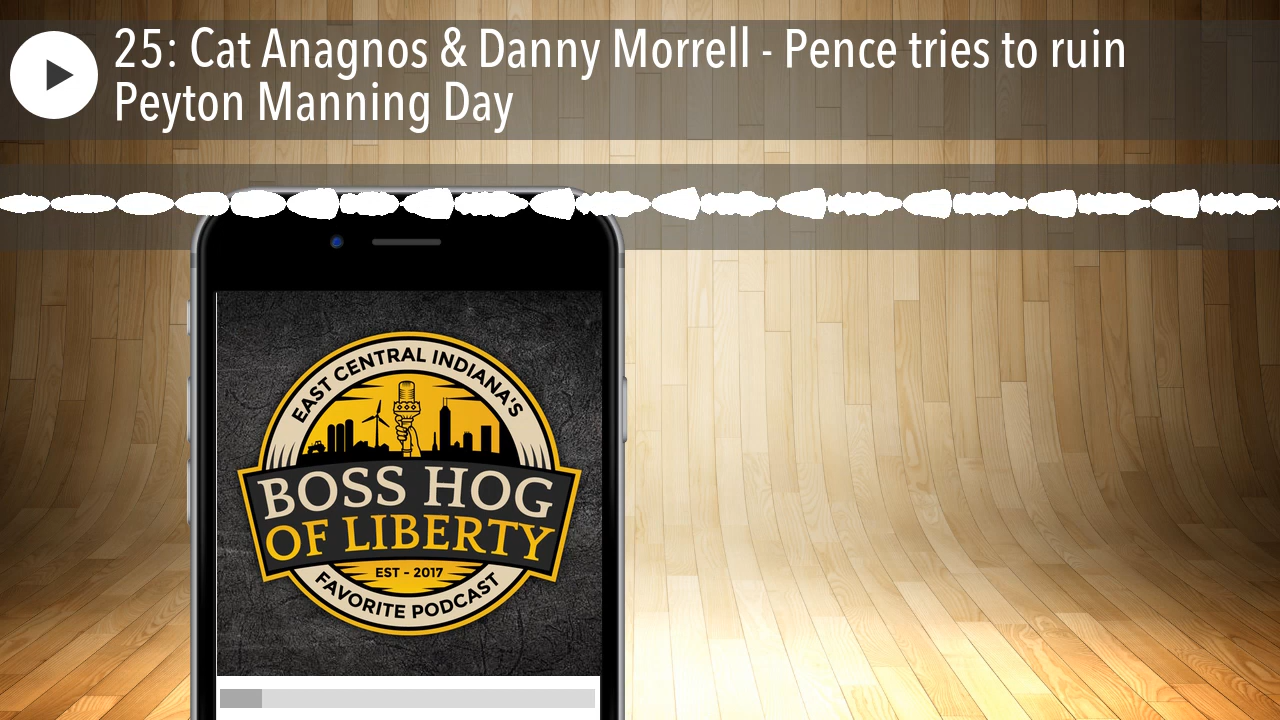 25: Cat Anagnos & Danny Morrell - Pence tries to ruin
Peyton Manning Day
EAST CENTRAL INDIANA'S
BOSS HOG
OF LIBERTY
EST - 2017
FAVORITE PODCAST